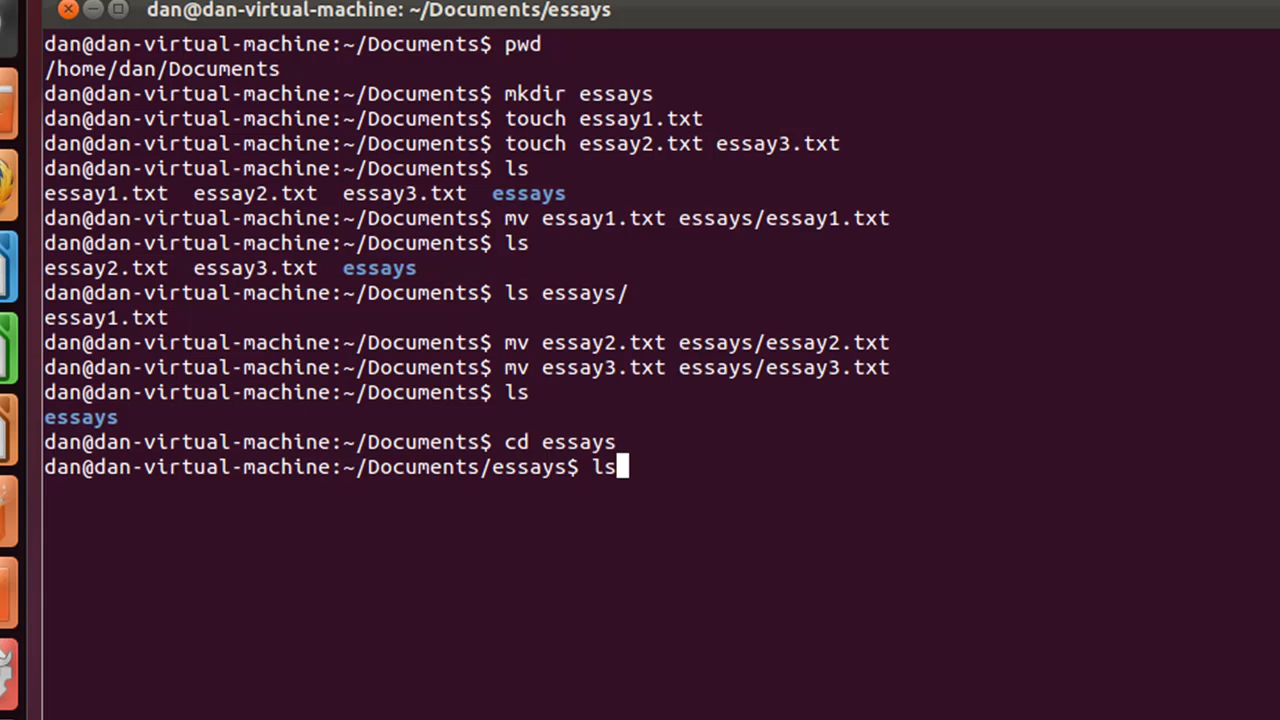 dan@dan-virtual-machine: ~/Documents/essays
dan@dan-virtual-machine:~/Documents$ pwd
/home/dan/Documents
dan@dan-virtual-machine:~/Documents$ mkdir essays
dan@dan-virtual-machine:~/Documents$ touch essay1.txt
dan@dan-virtual-machine:~/Documents$ touch essay2.txt essay3.txt
dan@dan-virtual-machine:~/Documents$ ls
essay1.txt  essay2.txt  essay3.txt  essays
dan@dan-virtual-machine:~/Documents$ mv essay1.txt essays/essay1.txt
dan@dan-virtual-machine:~/Documents$ ls
essay2.txt  essay3.txt  essays
dan@dan-virtual-machine:~/Documents$ ls essays/
essay1.txt
dan@dan-virtual-machine:~/Documents$ mv essay2.txt essays/essay2.txt
dan@dan-virtual-machine:~/Documents$ mv essay3.txt essays/essay3.txt
dan@dan-virtual-machine:~/Documents$ ls
essays
dan@dan-virtual-machine:~/Documents$ cd essays
dan@dan-virtual-machine:~/Documents/essays$ ls